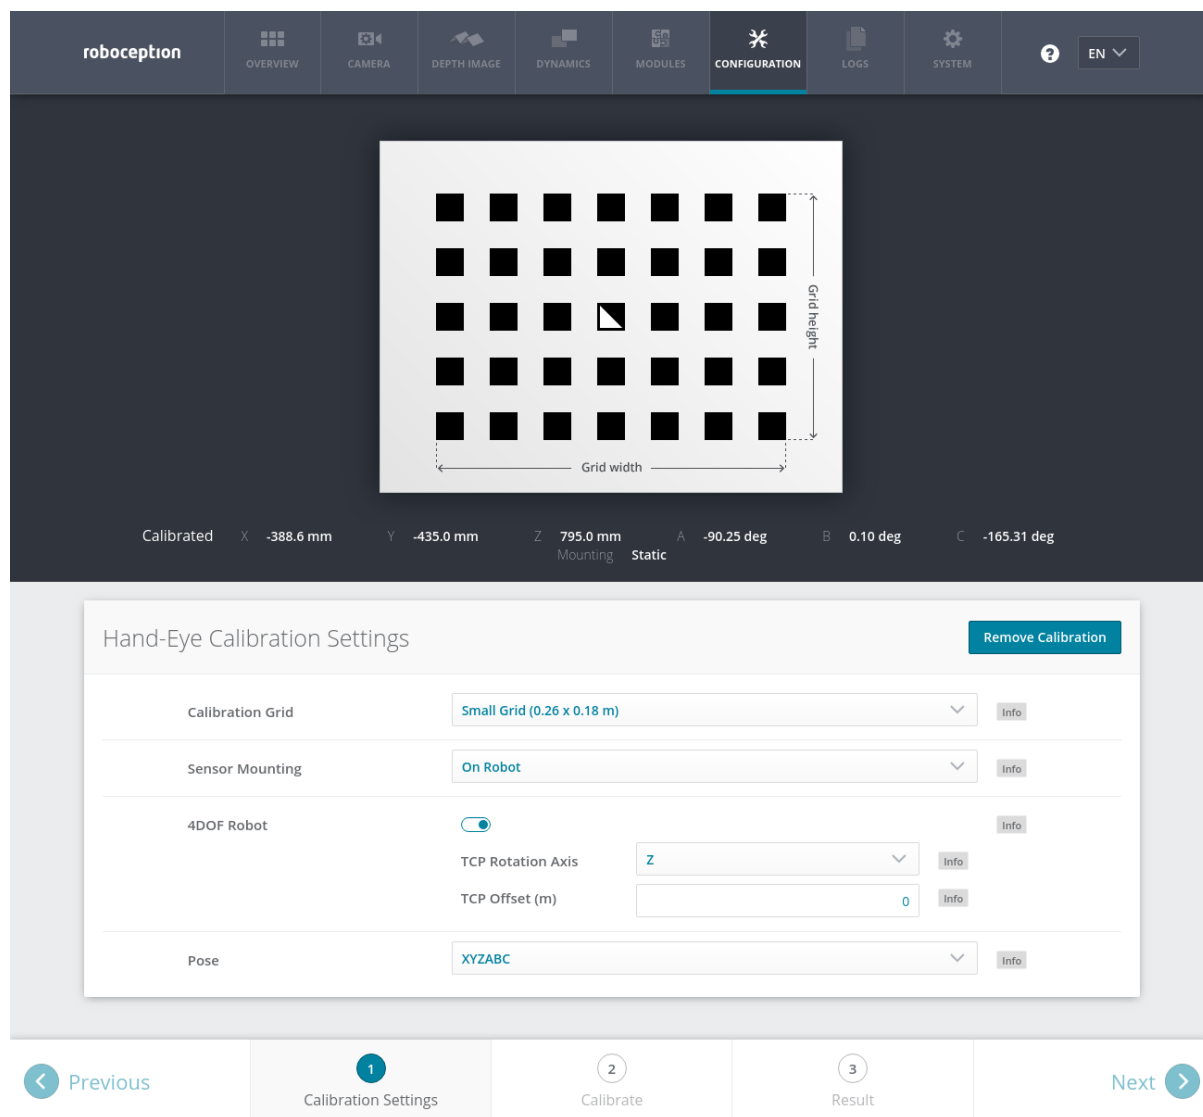 roboception
OVERVIEW
CAMERA
DEPTH IMAGE
DYNAMICS
MODULES
CONFIGURATION
LOGS
SYSTEM
?
EN
Grid height
Grid width
Calibrated X -388.6 mm Y -435.0 mm Z 795.0 mm A -90.25 deg B 0.10 deg C -165.31 deg
Mounting Static
Hand-Eye Calibration Settings
Remove Calibration
Calibration Grid Small Grid (0.26 x 0.18 m) Info
Sensor Mounting On Robot Info
4DOF Robot Info
TCP Rotation Axis Z Info
TCP Offset (m) 0 Info
Pose XYZABC Info
Previous
1
Calibration Settings
2
Calibrate
3
Result
Next